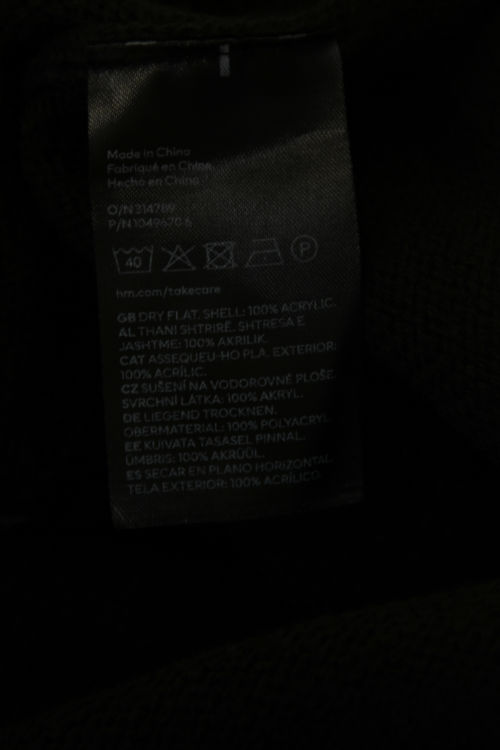 Made in China
Fabriqué en Chine
Hecho en China
O/N 314789
P/N 1049670 6
40
P
hm.com/takecare
GB DRY FLAT. SHELL: 100% ACRYLIC.
AL THANI SHTRIRË. SHTRESA E
JASHTME: 100% AKRILIK.
CAT ASSEQUEU-HO PLA. EXTERIOR:
100% ACRÍLIC.
CZ SUŠENÍ NA VODOROVNÉ PLOŠE.
SVRCHNÍ LÁTKA: 100% AKRYL.
DE LIEGEND TROCKNEN.
OBERMATERIAL: 100% POLYACRYL.
EE KUIVATA TASASEL PINNAL.
ÜMBRIS: 100% AKRÜÜL.
ES SECAR EN PLANO HORIZONTAL.
TELA EXTERIOR: 100% ACRÍLICO.